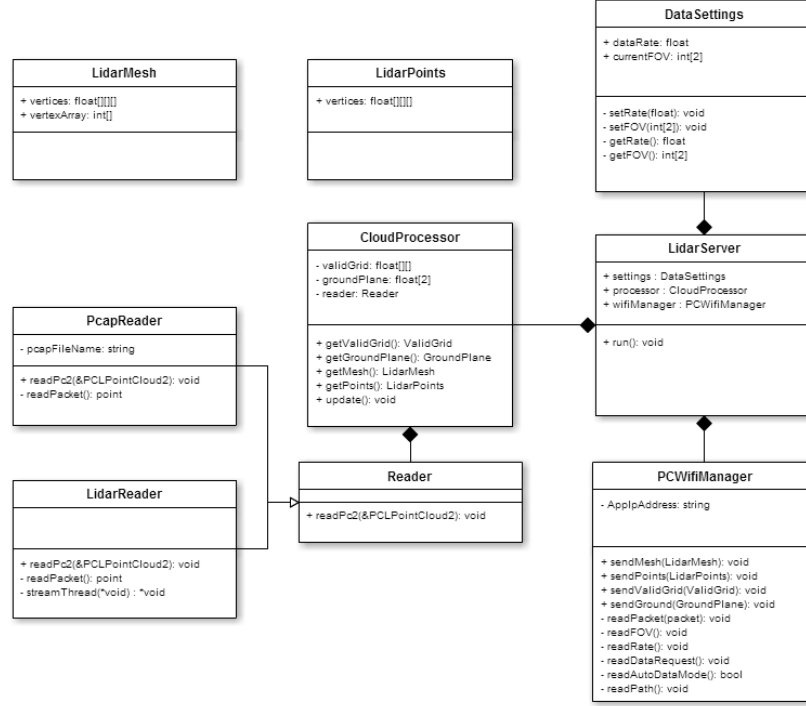 DataSettings
+ dataRate: float
+ currentFOV: int[2]
- setRate(float): void
- setFOV(int[2]): void
- getRate(): float
- getFOV(): int[2]
LidarMesh
+ vertices: float[][][]
+ vertexArray: int[]
LidarPoints
+ vertices: float[][][]
CloudProcessor
- validGrid: float[][]
- groundPlane: float[2]
- reader: Reader
+ getValidGrid(): ValidGrid
+ getGroundPlane(): GroundPlane
+ getMesh(): LidarMesh
+ getPoints(): LidarPoints
+ update(): void
LidarServer
+ settings : DataSettings
+ processor : CloudProcessor
+ wifiManager : PCWifiManager
+ run(): void
PcapReader
- pcapFileName: string
+ readPc2(&PCLPointCloud2): void
- readPacket(): point
LidarReader
+ readPc2(&PCLPointCloud2): void
- readPacket(): point
- streamThread(*void) : *void
Reader
+ readPc2(&PCLPointCloud2): void
PCWifiManager
- AppIpAddress: string
+ sendMesh(LidarMesh): void
+ sendPoints(LidarPoints): void
+ sendValidGrid(ValidGrid): void
+ sendGround(GroundPlane): void
- readPacket(packet): void
- readFOV(): void
- readRate(): void
- readDataRequest(): void
- readAutoDataMode(): bool
- readPath(): void